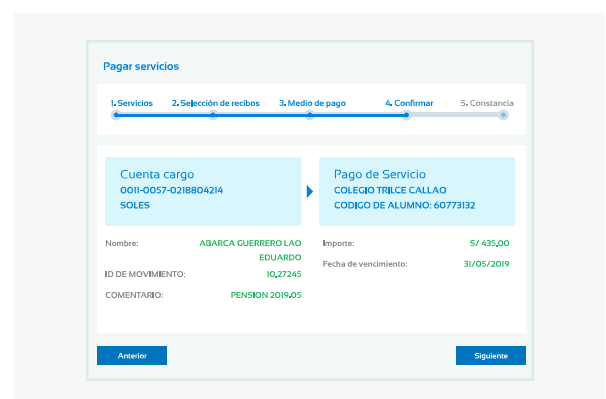 Pagar servicios
1. Servicios 2. Selección de recibos 3. Medio de pago 4. Confirmar 5. Constancia
Cuenta cargo
0011-0057-0218804214
SOLES
Pago de Servicio
COLEGIO TRILCE CALLAO
CODIGO DE ALUMNO: 60773132
Nombre: ABARCA GUERRERO LAO
EDUARDO
ID DE MOVIMIENTO: 10,27245
COMENTARIO: PENSION 2019.05
Importe: S/ 435,00
Fecha de vencimiento: 31/05/2019
Anterior
Siguiente